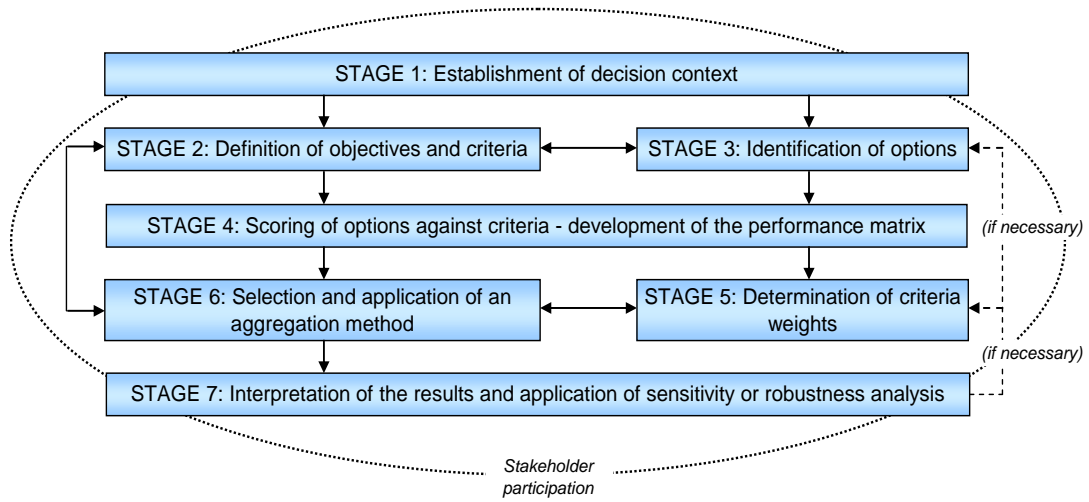 STAGE 1: Establishment of decision context
STAGE 2: Definition of objectives and criteria
STAGE 3: Identification of options
STAGE 4: Scoring of options against criteria - development of the performance matrix
(if necessary)
STAGE 6: Selection and application of an
aggregation method
STAGE 5: Determination of criteria
weights
(if necessary)
STAGE 7: Interpretation of the results and application of sensitivity or robustness analysis
Stakeholder
participation